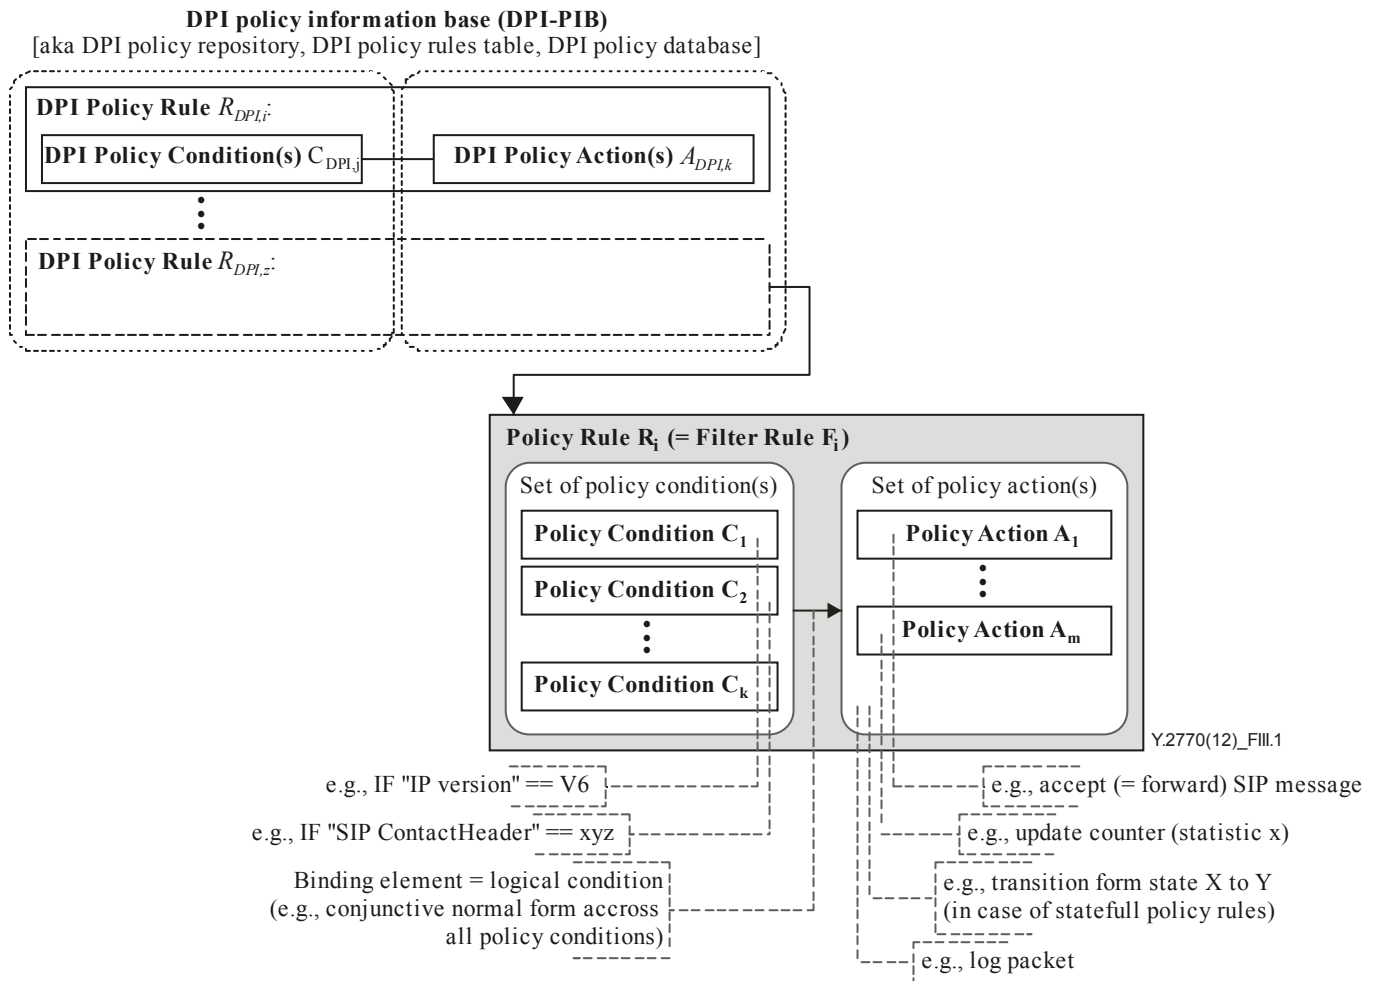 DPI policy information base (DPI-PIB)
[aka DPI policy repository, DPI policy rules table, DPI policy database]
DPI Policy Rule R_DPI,i:
DPI Policy Condition(s) C_DPI,j
DPI Policy Action(s) A_DPI,k
DPI Policy Rule R_DPI,z:
Policy Rule R_i (= Filter Rule F_i)
Set of policy condition(s)
Policy Condition C_1
Policy Condition C_2
Policy Condition C_k
Set of policy action(s)
Policy Action A_1
Policy Action A_m
Y.2770(12)_FIII.1
e.g., IF "IP version" == V6
e.g., IF "SIP ContactHeader" == xyz
Binding element = logical condition
(e.g., conjunctive normal form accross
all policy conditions)
e.g., accept (= forward) SIP message
e.g., update counter (statistic x)
e.g., transition form state X to Y
(in case of statefull policy rules)
e.g., log packet